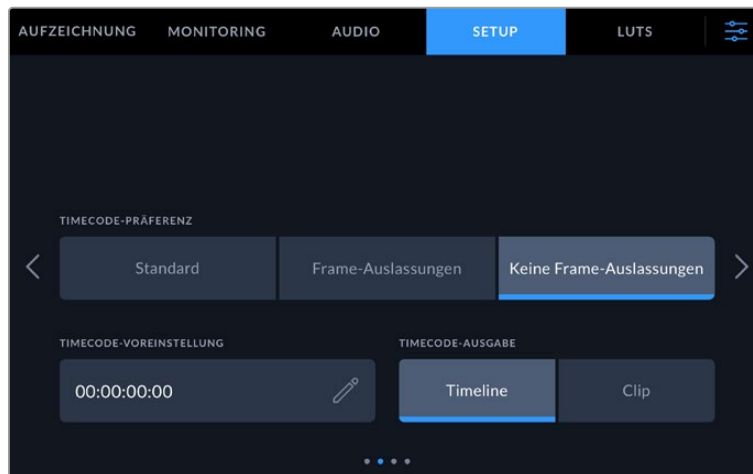 AUFZEICHNUNG MONITORING AUDIO SETUP LUTS
TIMECODE-PRÄFERENZ
Standard Frame-Auslassungen Keine Frame-Auslassungen
TIMECODE-VOREINSTELLUNG TIMECODE-AUSGABE
00:00:00:00 Timeline Clip